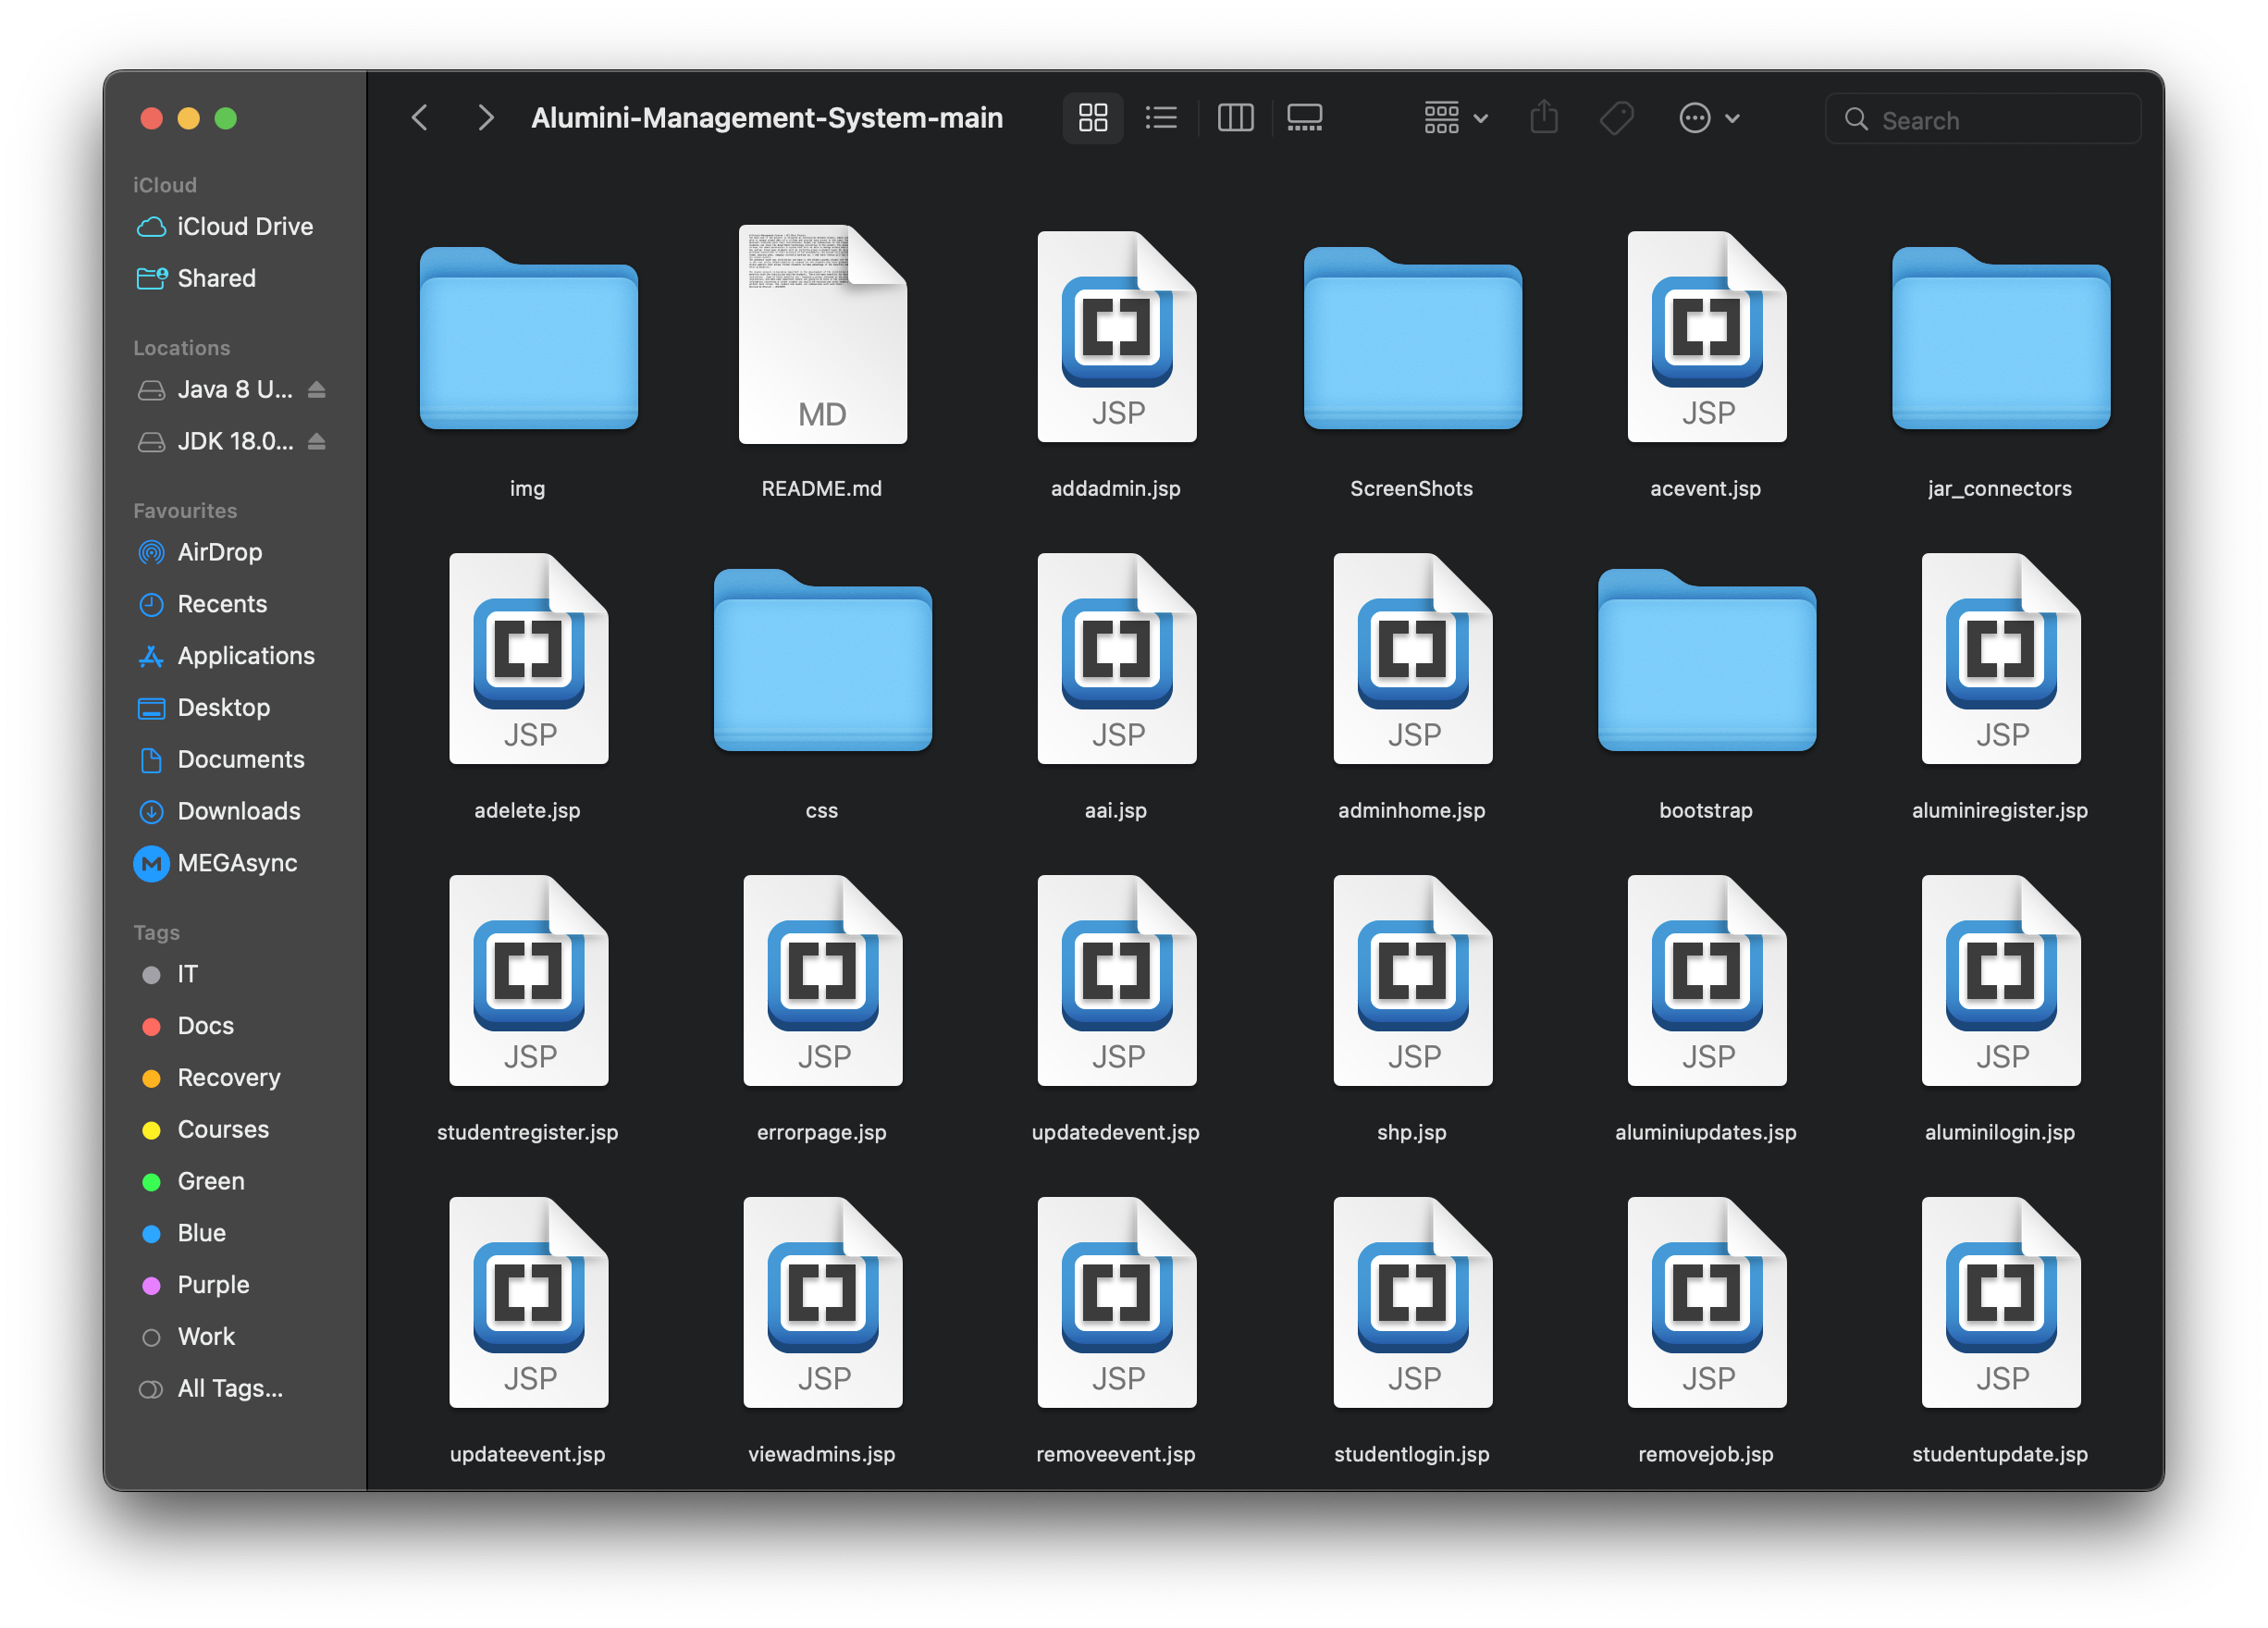 Alumini-Management-System-main
Search
iCloud
iCloud Drive
Shared
Locations
Java 8 U...
JDK 18.0...
Favourites
AirDrop
Recents
Applications
Desktop
Documents
Downloads
MEGAsync
Tags
IT
Docs
Recovery
Courses
Green
Blue
Purple
Work
All Tags...
MD
JSP
JSP
img
README.md
addadmin.jsp
ScreenShots
acevent.jsp
jar_connectors
JSP
JSP
JSP
JSP
adelete.jsp
css
aai.jsp
adminhome.jsp
bootstrap
aluminiregister.jsp
JSP
JSP
JSP
JSP
JSP
JSP
studentregister.jsp
errorpage.jsp
updatedevent.jsp
shp.jsp
aluminiupdates.jsp
aluminilogin.jsp
JSP
JSP
JSP
JSP
JSP
JSP
updateevent.jsp
viewadmins.jsp
removeevent.jsp
studentlogin.jsp
removejob.jsp
studentupdate.jsp